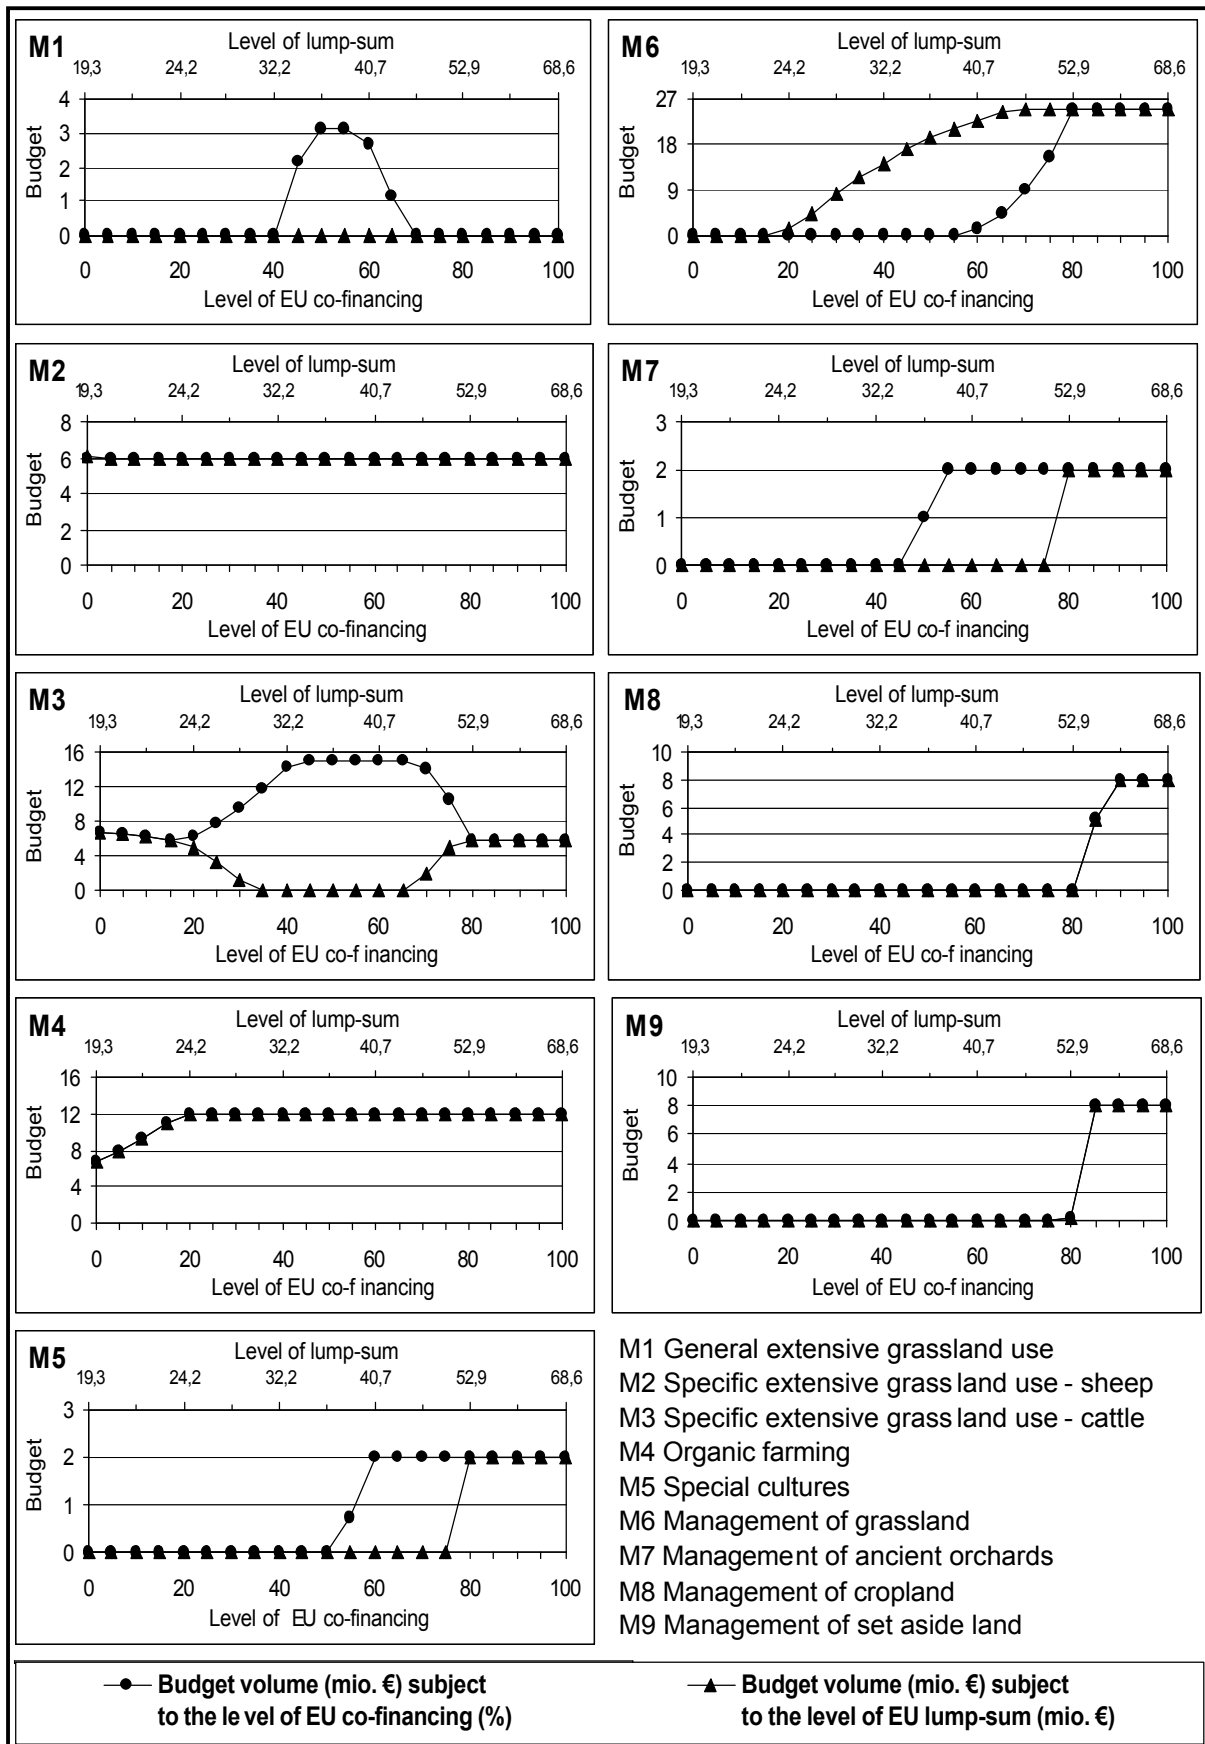 M1
Level of lump-sum
19,3 24,2 32,2 40,7 52,9 68,6
4
3
2
1
0
Budget
0 20 40 60 80 100
Level of EU co-financing
M6
Level of lump-sum
19,3 24,2 32,2 40,7 52,9 68,6
27
18
9
0
Budget
0 20 40 60 80 100
Level of EU co-f inancing
M2
Level of lump-sum
19,3 24,2 32,2 40,7 52,9 68,6
8
6
4
2
0
Budget
0 20 40 60 80 100
Level of EU co-financing
M7
Level of lump-sum
19,3 24,2 32,2 40,7 52,9 68,6
3
2
1
0
Budget
0 20 40 60 80 100
Level of EU co-f inancing
M3
Level of lump-sum
19,3 24,2 32,2 40,7 52,9 68,6
16
12
8
4
0
Budget
0 20 40 60 80 100
Level of EU co-f inancing
M8
Level of lump-sum
19,3 24,2 32,2 40,7 52,9 68,6
10
8
6
4
2
0
Budget
0 20 40 60 80 100
Level of EU co-f inancing
M4
Level of lump-sum
19,3 24,2 32,2 40,7 52,9 68,6
16
12
8
4
0
Budget
0 20 40 60 80 100
Level of EU co-f inancing
M9
Level of lump-sum
19,3 24,2 32,2 40,7 52,9 68,6
10
8
6
4
2
0
Budget
0 20 40 60 80 100
Level of EU co-f inancing
M5
Level of lump-sum
19,3 24,2 32,2 40,7 52,9 68,6
3
2
1
0
Budget
0 20 40 60 80 100
Level of EU co-financing
M1 General extensive grassland use
M2 Specific extensive grass land use - sheep
M3 Specific extensive grass land use - cattle
M4 Organic farming
M5 Special cultures
M6 Management of grassland
M7 Management of ancient orchards
M8 Management of cropland
M9 Management of set aside land
Budget volume (mio. €) subject
to the le vel of EU co-financing (%)
Budget volume (mio. €) subject
to the level of EU lump-sum (mio. €)